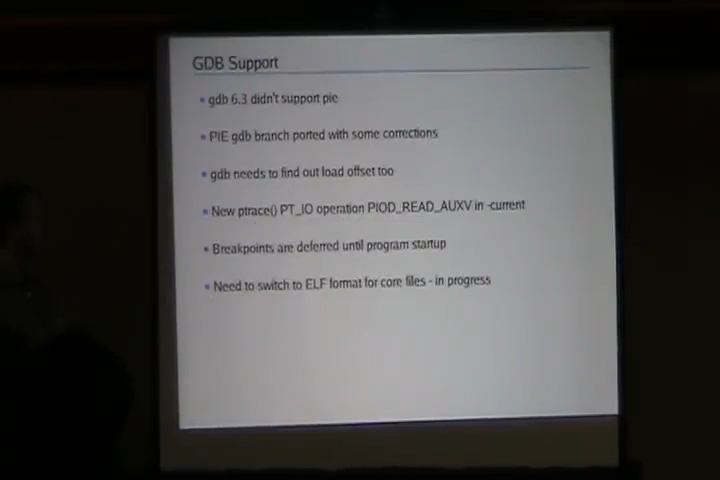 GDB Support
gdb 6.3 didn't support pie
PIE gdb branch ported with some corrections
gdb needs to find out load offset too
New ptrace() PT_IO operation PIOD_READ_AUXV in -current
Breakpoints are deferred until program startup
Need to switch to ELF format for core files - in progress